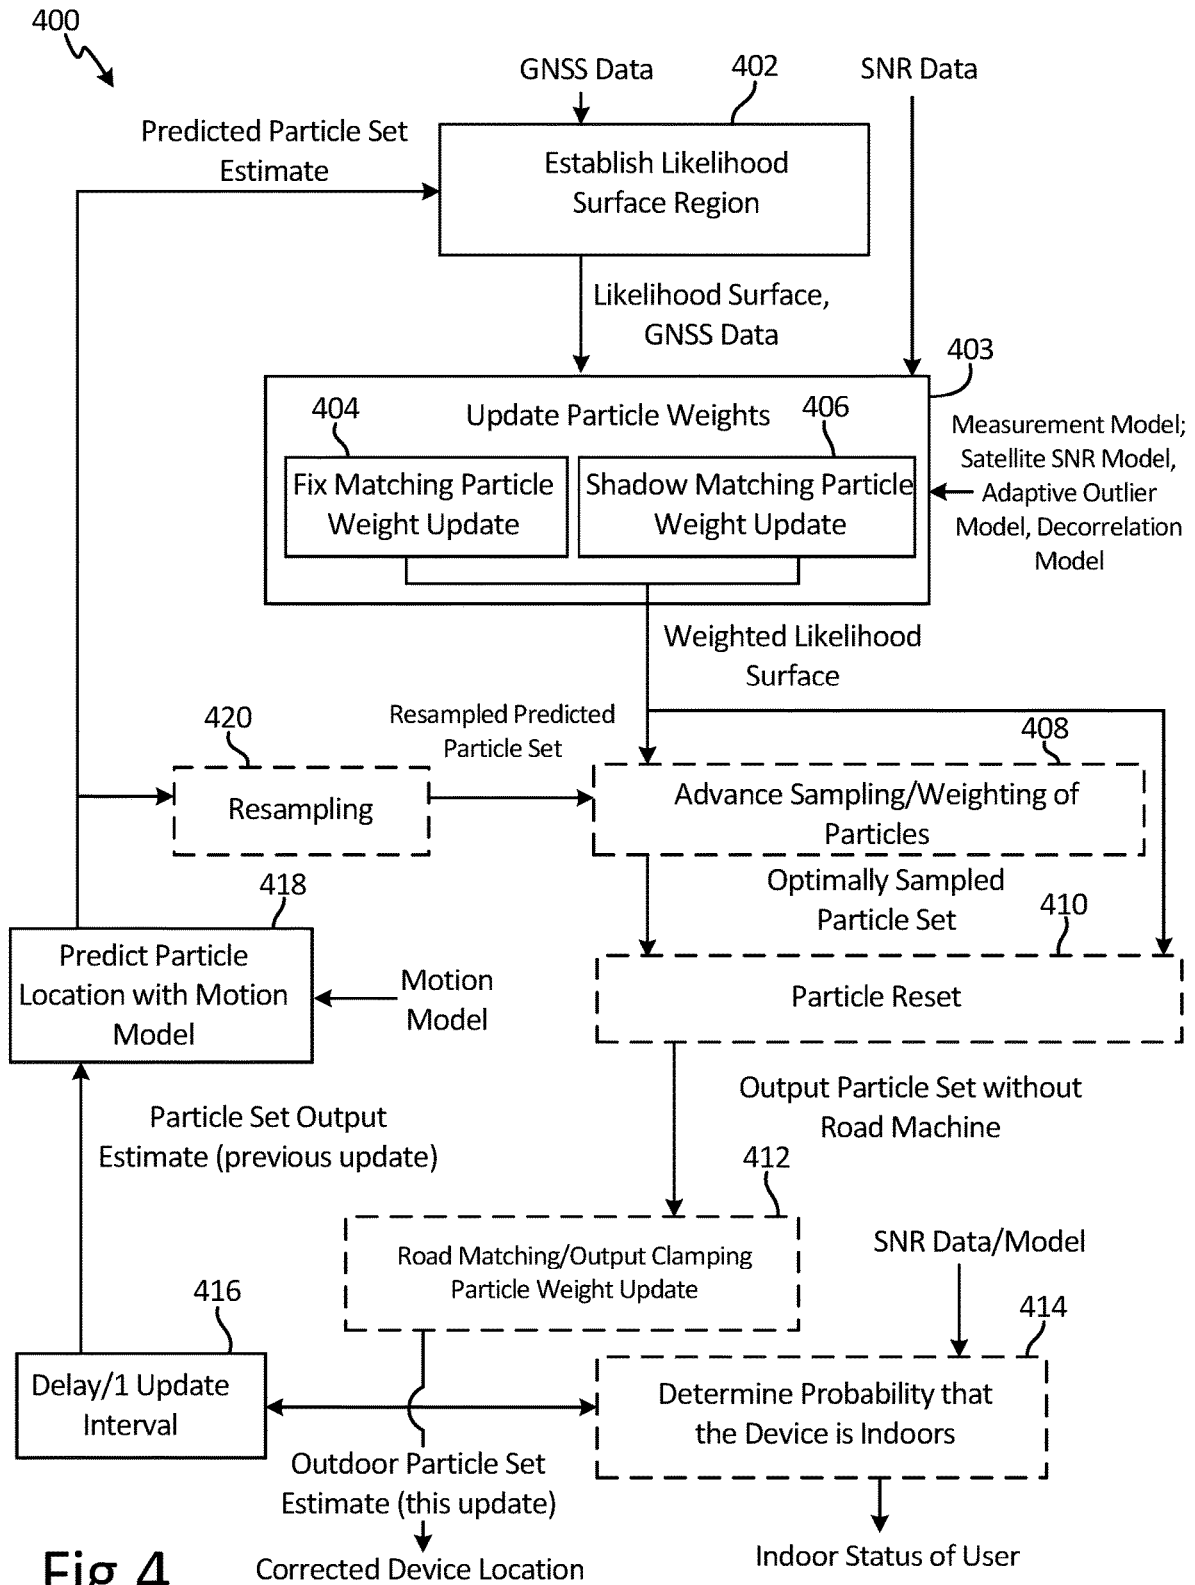 400
GNSS Data
402
SNR Data
Predicted Particle Set
Estimate
Establish Likelihood
Surface Region
Likelihood Surface,
GNSS Data
403
404
Update Particle Weights
406
Measurement Model;
Satellite SNR Model,
Adaptive Outlier
Model, Decorrelation
Model
Fix Matching Particle
Weight Update
Shadow Matching Particle
Weight Update
Weighted Likelihood
Surface
420
Resampled Predicted
Particle Set
408
Resampling
Advance Sampling/Weighting of
Particles
418
Optimally Sampled
Particle Set
410
Predict Particle
Location with Motion
Model
Motion
Model
Particle Reset
Particle Set Output
Estimate (previous update)
Output Particle Set without
Road Machine
412
Road Matching/Output Clamping
Particle Weight Update
SNR Data/Model
416
414
Delay/1 Update
Interval
Determine Probability that
the Device is Indoors
Outdoor Particle Set
Estimate (this update)
Corrected Device Location
Indoor Status of User
Fig 4